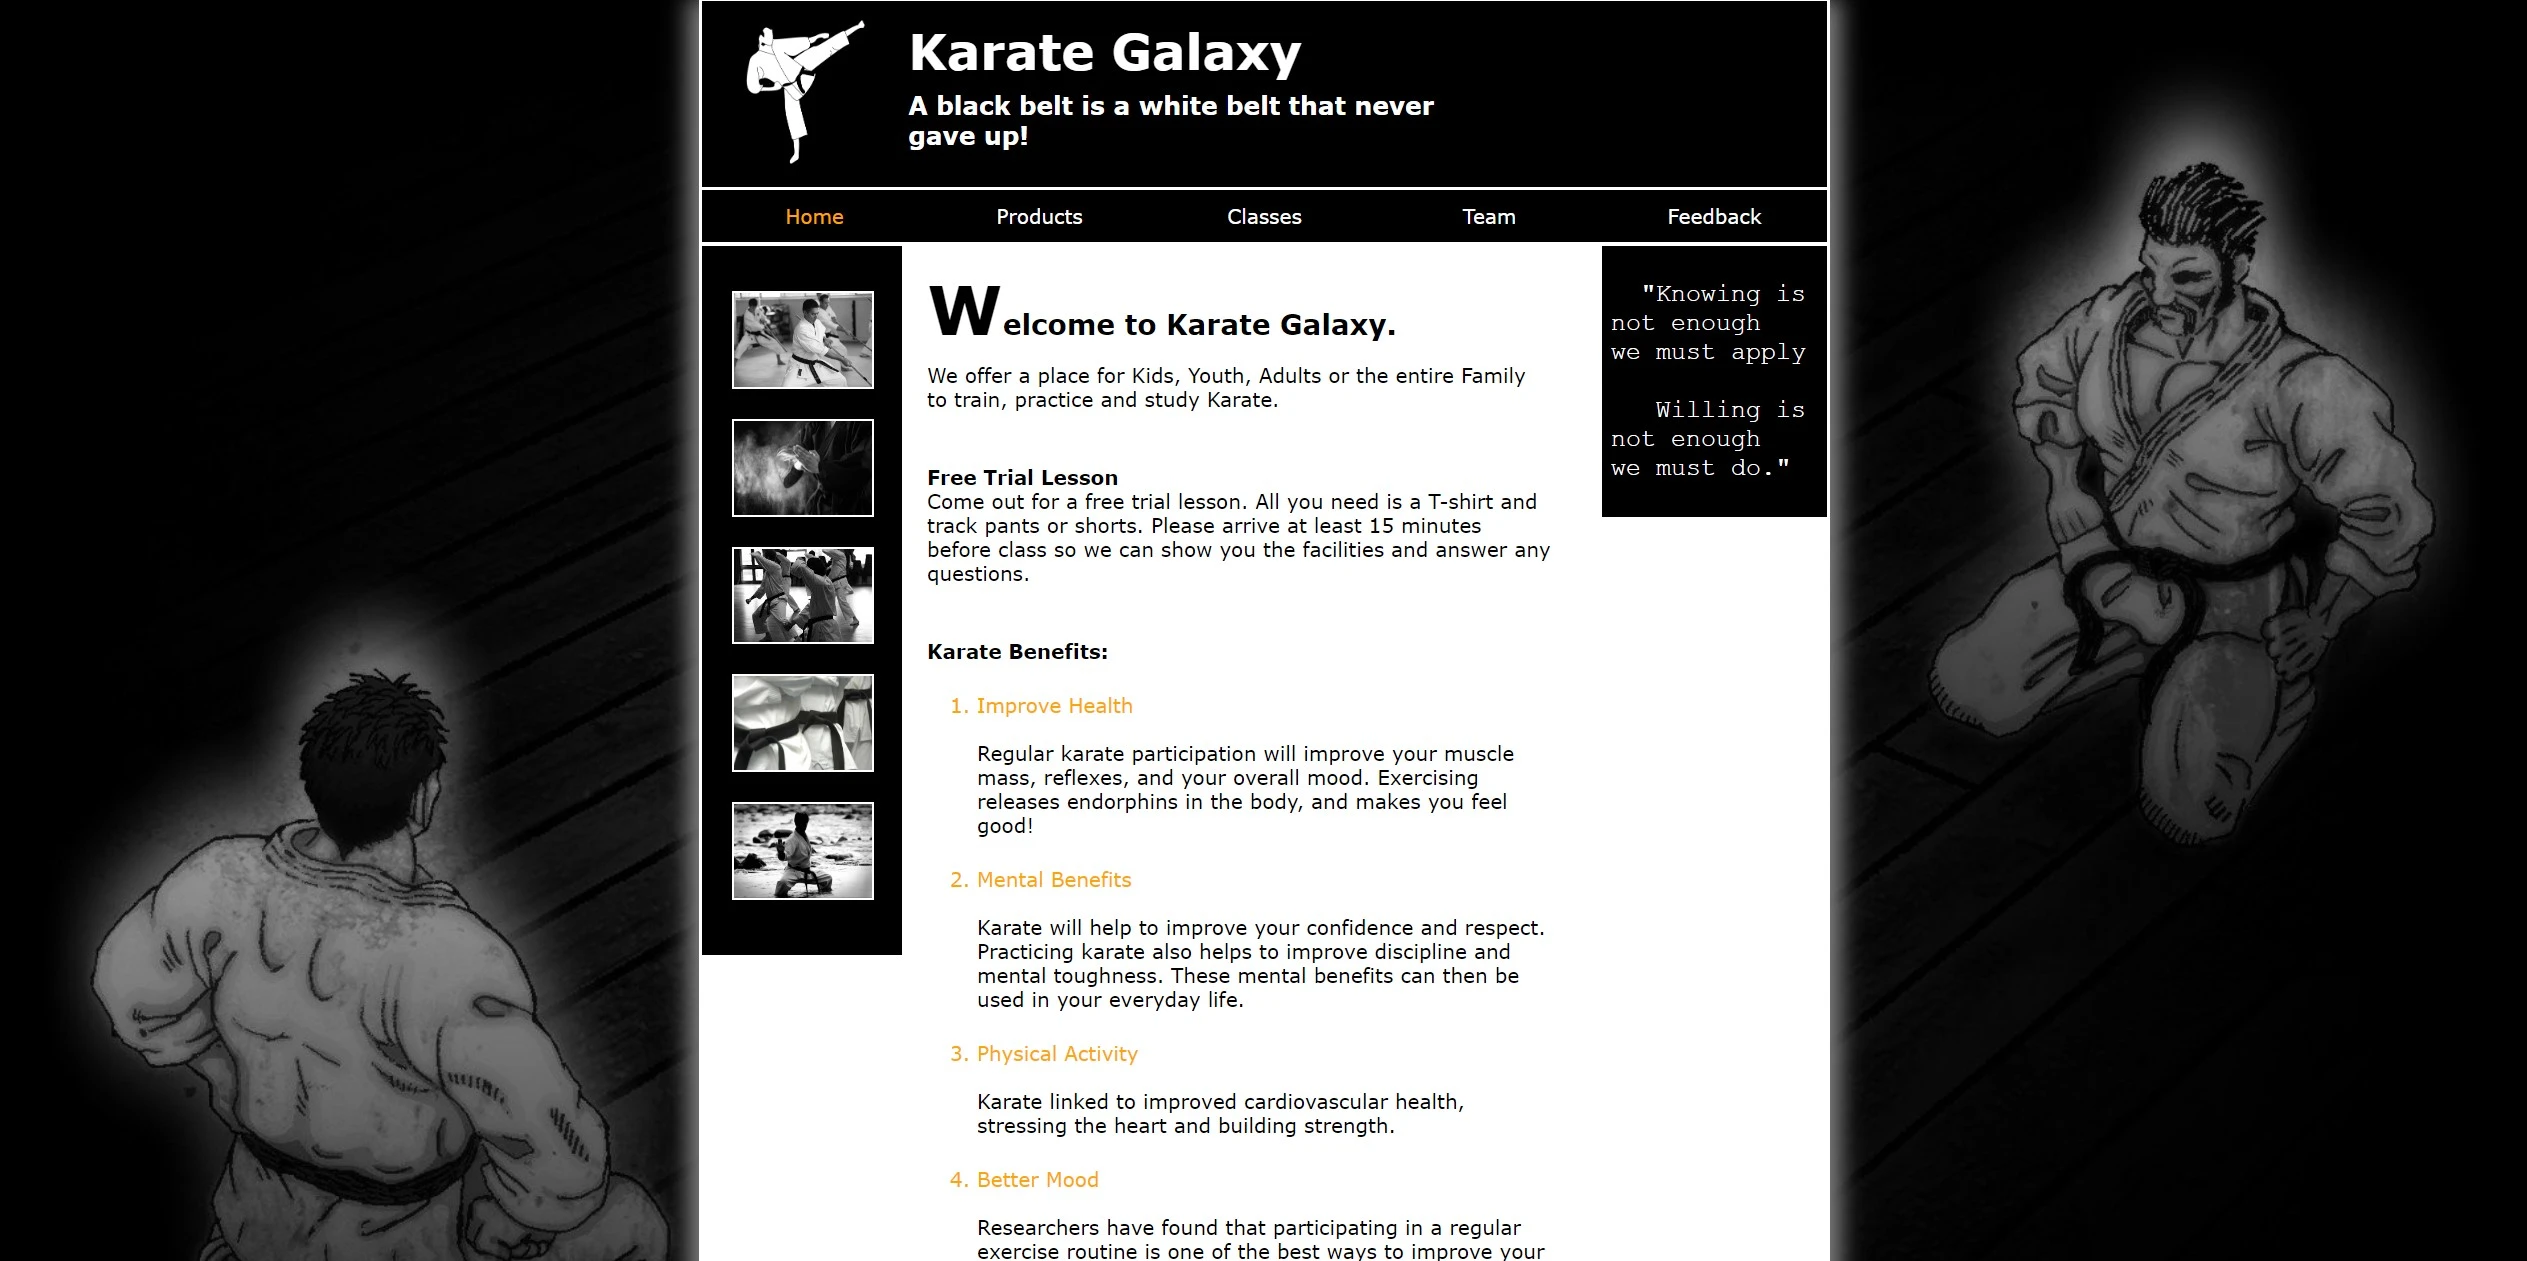 Karate Galaxy
A black belt is a white belt that never
gave up!
Home Products Classes Team Feedback
Welcome to Karate Galaxy.
We offer a place for Kids, Youth, Adults or the entire Family
to train, practice and study Karate.
Free Trial Lesson
Come out for a free trial lesson. All you need is a T-shirt and
track pants or shorts. Please arrive at least 15 minutes
before class so we can show you the facilities and answer any
questions.
Karate Benefits:
1. Improve Health
Regular karate participation will improve your muscle
mass, reflexes, and your overall mood. Exercising
releases endorphins in the body, and makes you feel
good!
2. Mental Benefits
Karate will help to improve your confidence and respect.
Practicing karate also helps to improve discipline and
mental toughness. These mental benefits can then be
used in your everyday life.
3. Physical Activity
Karate linked to improved cardiovascular health,
stressing the heart and building strength.
4. Better Mood
Researchers have found that participating in a regular
exercise routine is one of the best ways to improve your
"Knowing is
not enough
we must apply
Willing is
not enough
we must do."